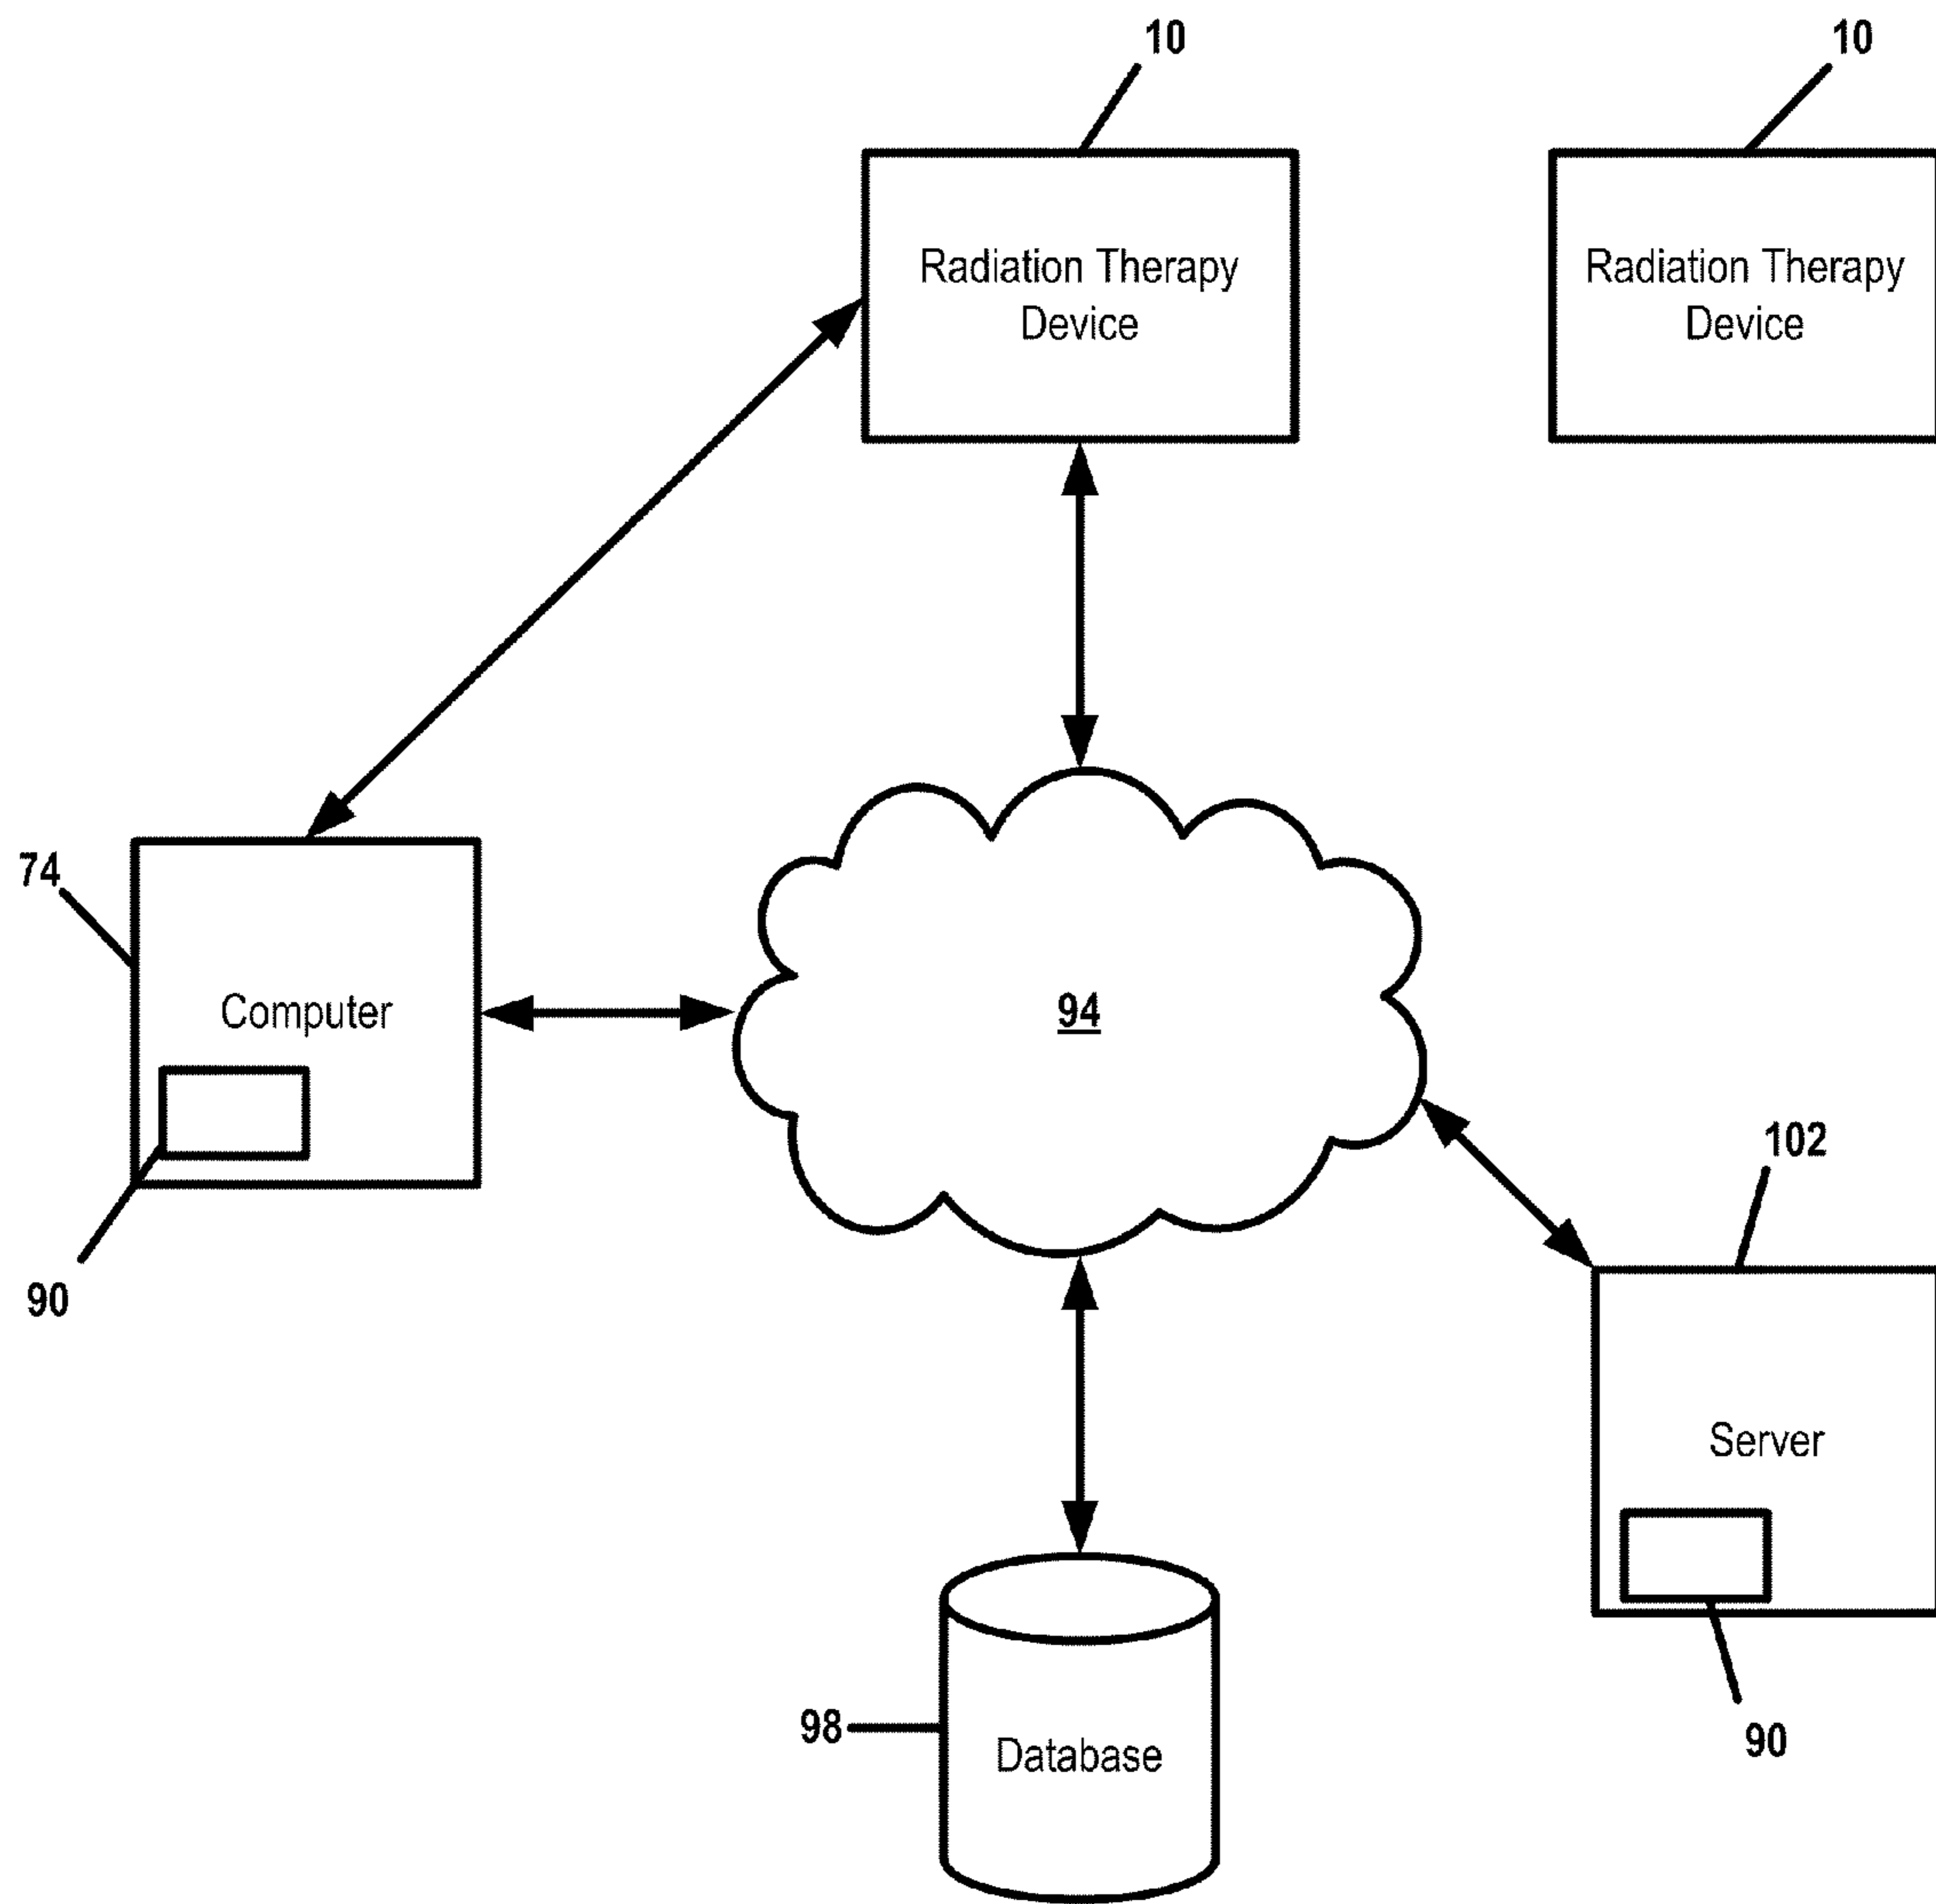 10
10
Radiation Therapy
Device
Radiation Therapy
Device
74
Computer
94
90
102
Server
98
Database
90